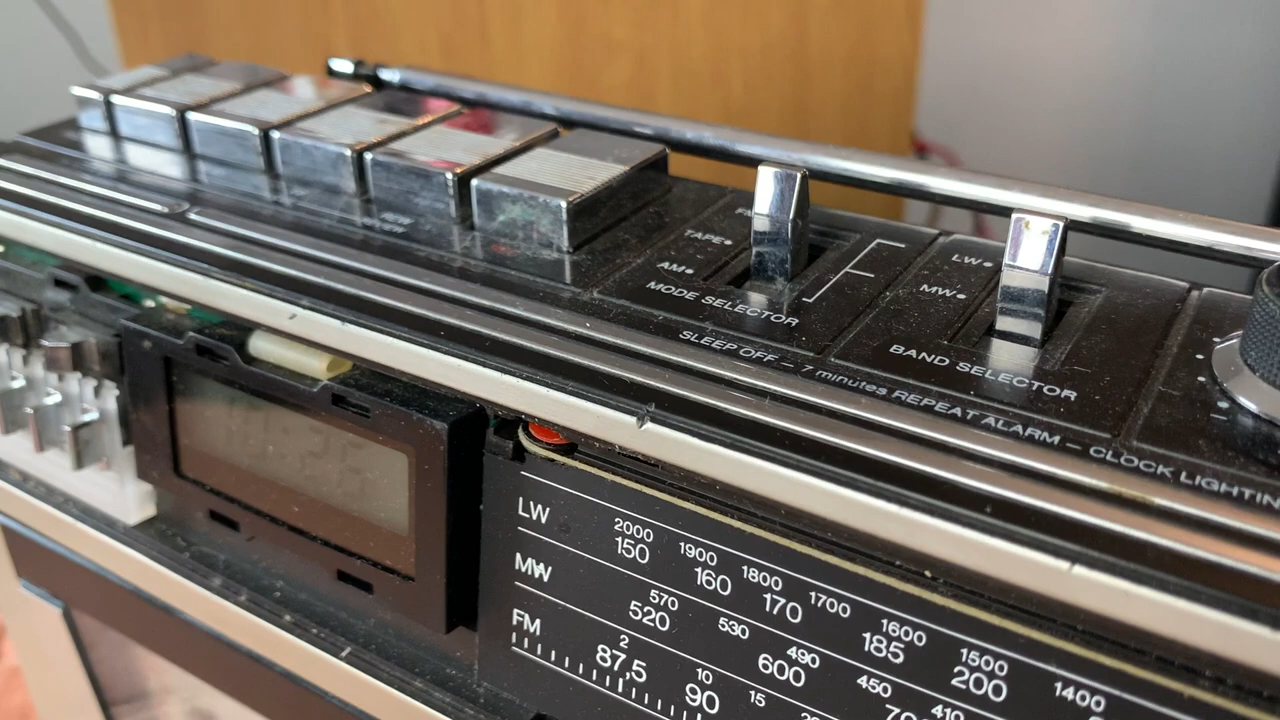 FM
TAPE
AM
MODE SELECTOR
LW
MW
BAND SELECTOR
SLEEP OFF – 7 minutes REPEAT ALARM – CLOCK LIGHTIN
LW
2000 1900 1800 1700 1600 1500 1400
150 160 170 185 200
MW
570 530 490 450 410
520 600
FM
2 10 15
87,5 90